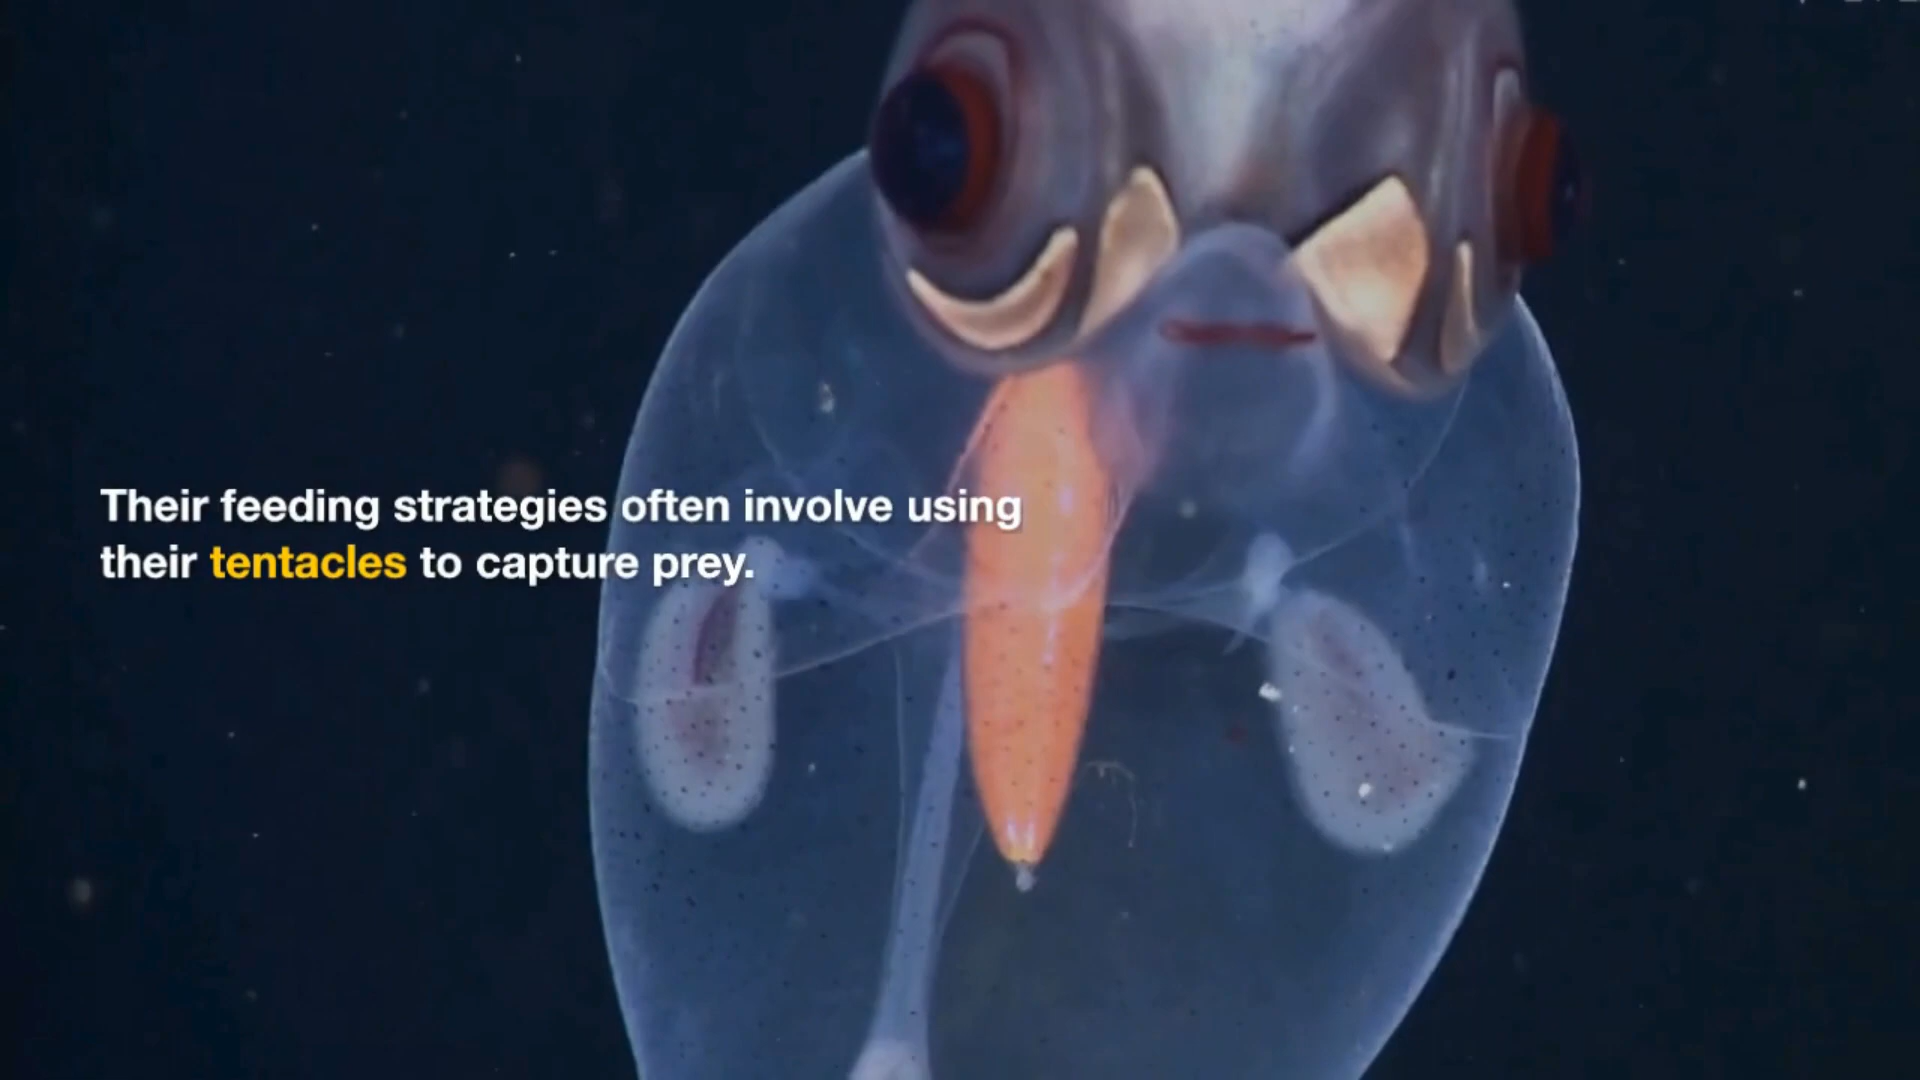 Their feeding strategies often involve using
their tentacles to capture prey.